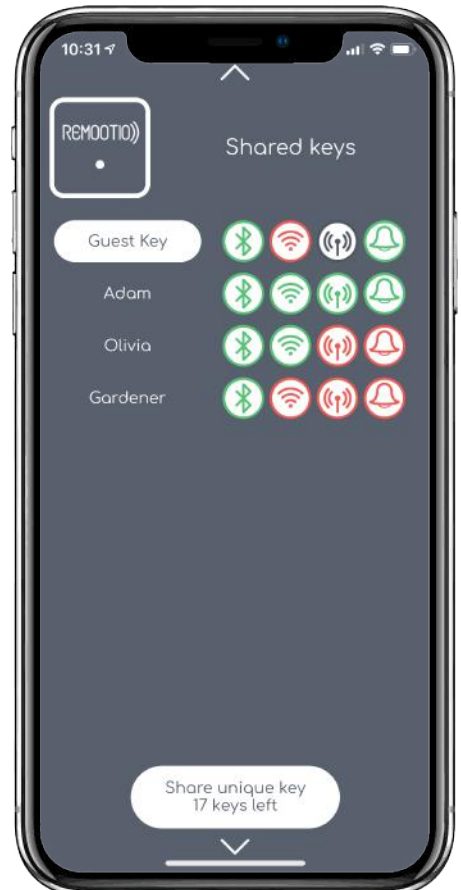 10:31
REMOOTIO
Shared keys
Guest Key
Adam
Olivia
Gardener
Share unique key
17 keys left